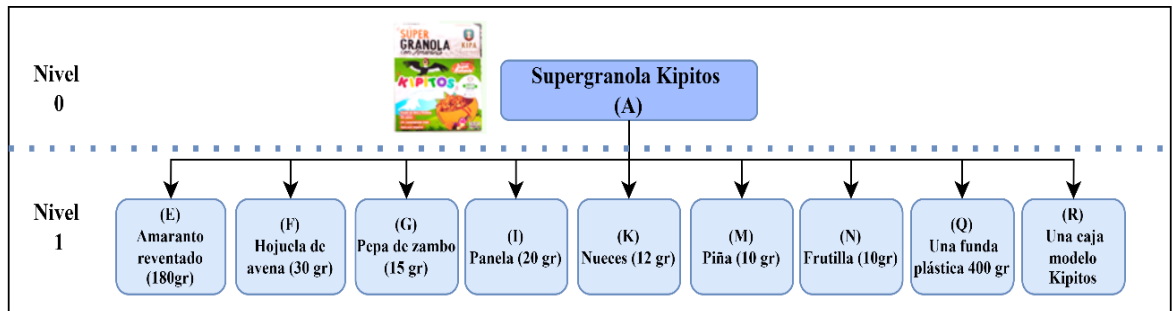 SUPER
GRANOLA
KIPA
KIPITOS
Nivel
0
Supergranola Kipitos
(A)
Nivel
1
(E)
Amaranto
reventado
(180gr)
(F)
Hojuela de
avena (30 gr)
(G)
Pepa de zambo
(15 gr)
(I)
Panela (20 gr)
(K)
Nueces (12 gr)
(M)
Piña (10 gr)
(N)
Frutilla (10gr)
(Q)
Una funda
plástica 400 gr
(R)
Una caja
modelo
Kipitos